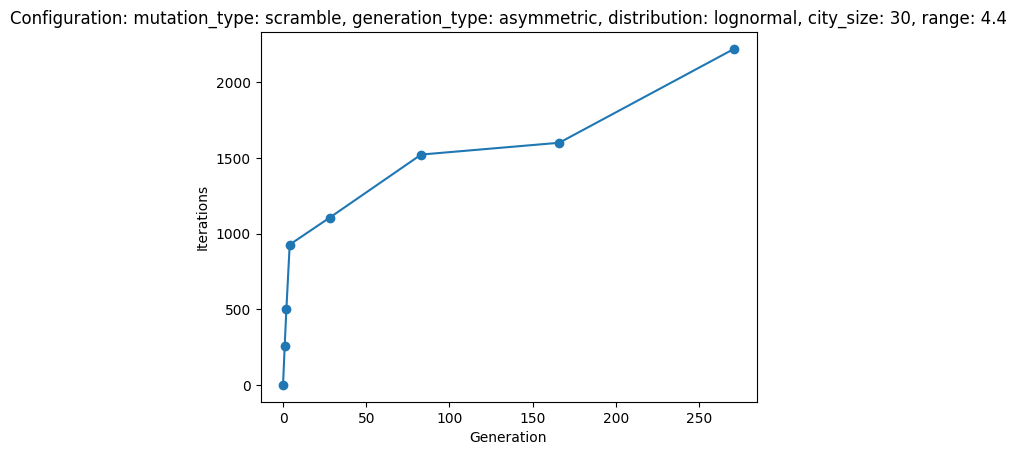 Configuration: mutation_type: scramble, generation_type: asymmetric, distribution: lognormal, city_size: 30, range: 4.4
2000
1500
1000
500
0
Iterations
0 50 100 150 200 250
Generation